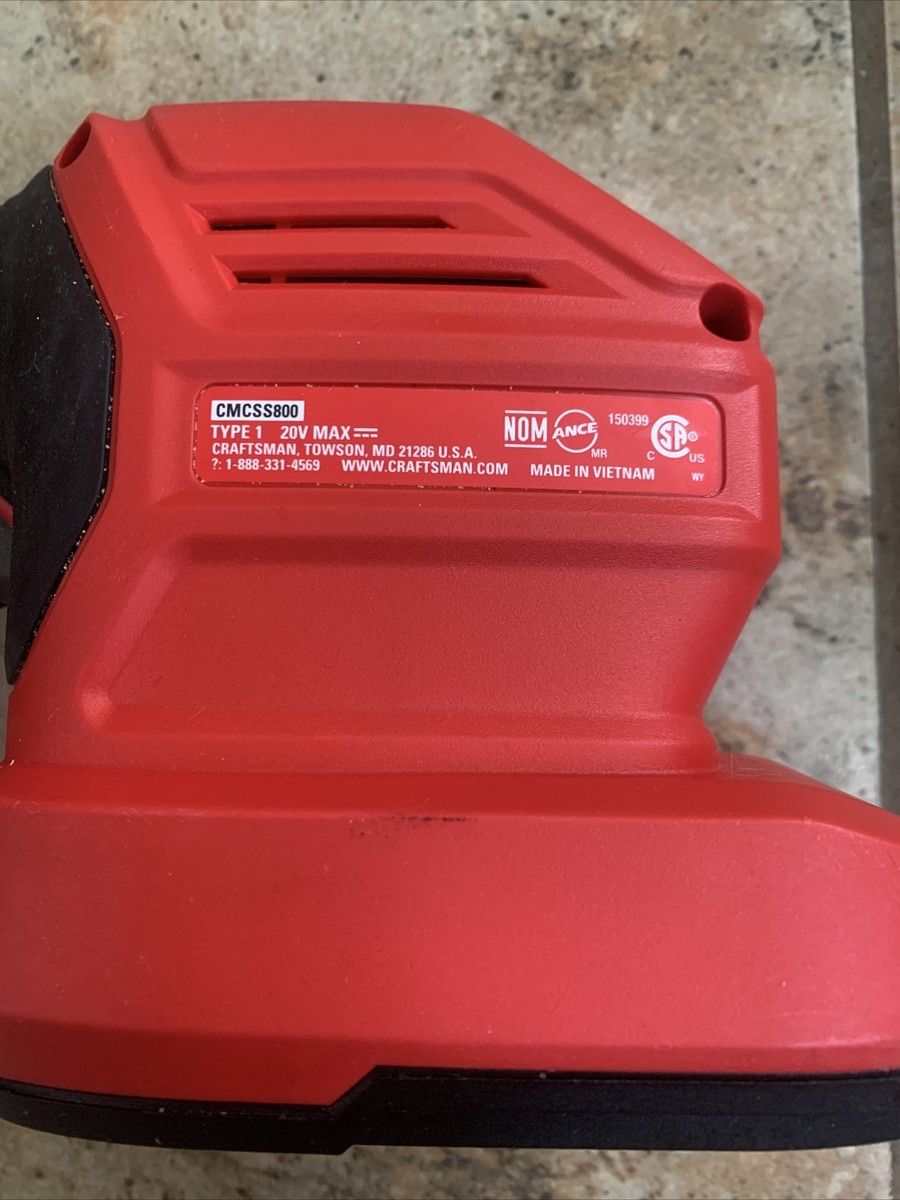 CMCSS800
TYPE 1 20V MAX
CRAFTSMAN, TOWSON, MD 21286 U.S.A.
?: 1-888-331-4569 WWW.CRAFTSMAN.COM
NOM ANCE MR
150399
C SA ® US
MADE IN VIETNAM
WY